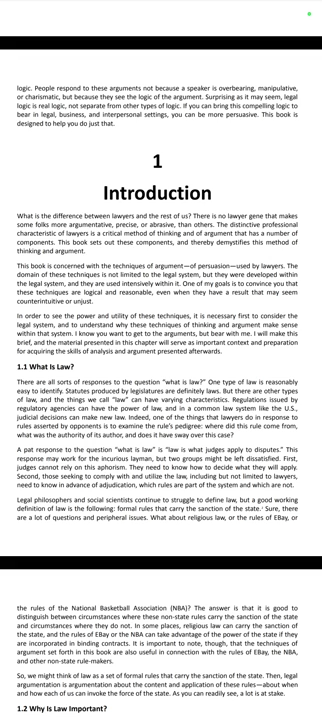 logic. People respond to these arguments not because a speaker is overbearing, manipulative,
or charismatic, but because they see the logic of the argument. Surprising as it may seem, legal
logic is real logic, not separate from other types of logic. If you can bring this compelling logic to
bear in legal, business, and interpersonal settings, you can be more persuasive. This book is
designed to help you do just that.
1
Introduction
What is the difference between lawyers and the rest of us? There is no lawyer gene that makes
some folks more argumentative, precise, or abrasive, than others. The distinctive professional
characteristic of lawyers is a critical method of thinking and of argument that has a number of
components. This book sets out these components, and thereby demystifies this method of
thinking and argument.
This book is concerned with the techniques of argument—of persuasion—used by lawyers. The
domain of these techniques is not limited to the legal system, but they were developed within
the legal system, and they are used intensively within it. One of my goals is to convince you that
these techniques are logical and reasonable, even when they have a result that may seem
counterintuitive or unjust.
In order to see the power and utility of these techniques, it is necessary first to consider the
legal system, and to understand why these techniques of thinking and argument make sense
within that system. I know you want to get to the arguments, but bear with me. I will make this
brief, and the material presented in this chapter will serve as important context and preparation
for acquiring the skills of analysis and argument presented afterwards.
1.1 What Is Law?
There are all sorts of responses to the question “what is law?” One type of law is reasonably
easy to identify. Statutes produced by legislatures are definitely laws. But there are other types
of law, and the things we call “law” can have varying characteristics. Regulations issued by
regulatory agencies can have the power of law, and in a common law system like the U.S.,
judicial decisions can make new law. Indeed, one of the things that lawyers do in response to
rules asserted by opponents is to examine the rule’s pedigree: where did this rule come from,
what was the authority of its author, and does it have sway over this case?
A pat response to the question “what is law” is “law is what judges apply to disputes.” This
response may work for the incurious layman, but two groups might be left dissatisfied. First,
judges cannot rely on this aphorism. They need to know how to decide what they will apply.
Second, those seeking to comply with and utilize the law, including but not limited to lawyers,
need to know in advance of adjudication, which rules are part of the system and which are not.
Legal philosophers and social scientists continue to struggle to define law, but a good working
definition of law is the following: formal rules that carry the sanction of the state. Sure, there
are a lot of questions and peripheral issues. What about religious law, or the rules of EBay, or
the rules of the National Basketball Association (NBA)? The answer is that it is good to
distinguish between circumstances where these non-state rules carry the sanction of the state
and circumstances where they do not. In some places, religious law can carry the sanction of
the state, and the rules of EBay or the NBA can take advantage of the power of the state if they
are incorporated in binding contracts. It is important to note, though, that the techniques of
argument set forth in this book are also useful in connection with the rules of EBay, the NBA,
and other non-state rule-makers.
So, we might think of law as a set of formal rules that carry the sanction of the state. Then, legal
argumentation is argumentation about the content and application of these rules—about when
and how each of us can invoke the force of the state. As you can readily see, a lot is at stake.
1.2 Why Is Law Important?